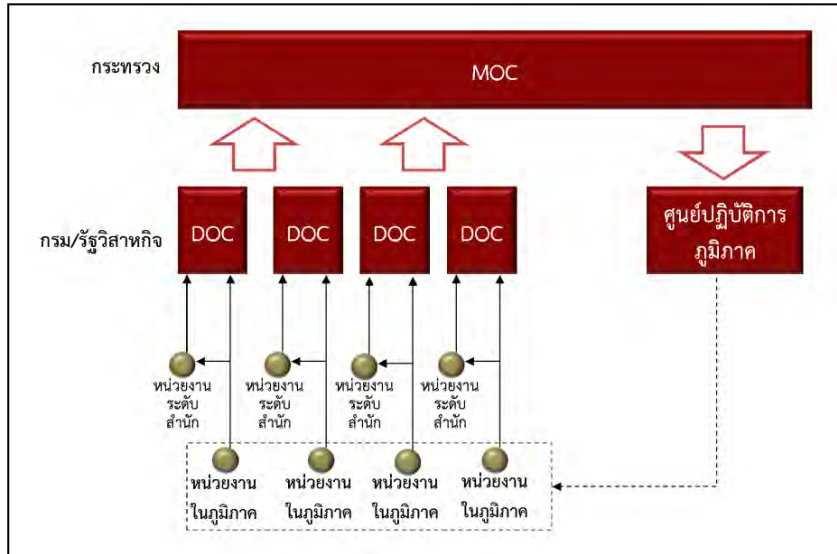 กระทรวง
MOC
กรม/รัฐวิสาหกิจ
DOC
DOC
DOC
DOC
ศูนย์ปฏิบัติการ
ภูมิภาค
หน่วยงาน
ระดับ
สำนัก
หน่วยงาน
ระดับ
สำนัก
หน่วยงาน
ระดับ
สำนัก
หน่วยงาน
ระดับ
สำนัก
หน่วยงาน
ในภูมิภาค
หน่วยงาน
ในภูมิภาค
หน่วยงาน
ในภูมิภาค
หน่วยงาน
ในภูมิภาค